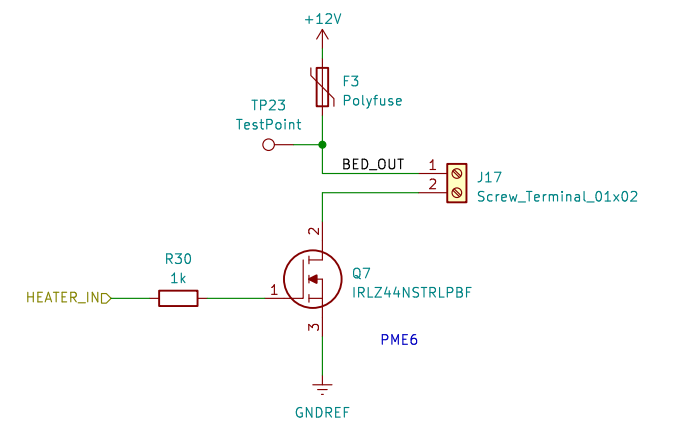 +12V
F3
Polyfuse
TP23
TestPoint
BED_OUT
1
2
J17
Screw_Terminal_01x02
2
R30
1k
HEATER_IN
1
Q7
IRLZ44NSTRLPBF
3
PME6
GNDREF